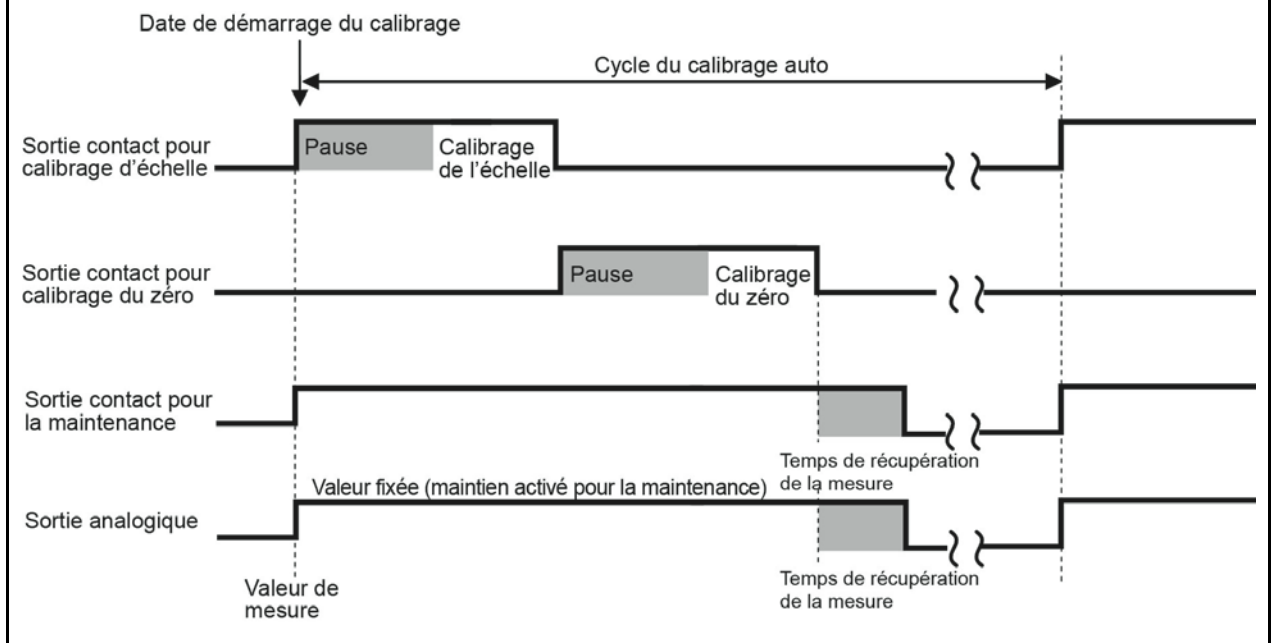 Date de démarrage du calibrage
Cycle du calibrage auto
Sortie contact pour
calibrage d'échelle
Pause
Calibrage
de l'échelle
Sortie contact pour
calibrage du zéro
Pause
Calibrage
du zéro
Sortie contact pour
la maintenance
Temps de récupération
de la mesure
Valeur fixée (maintien activé pour la maintenance)
Sortie analogique
Valeur de
mesure
Temps de récupération
de la mesure